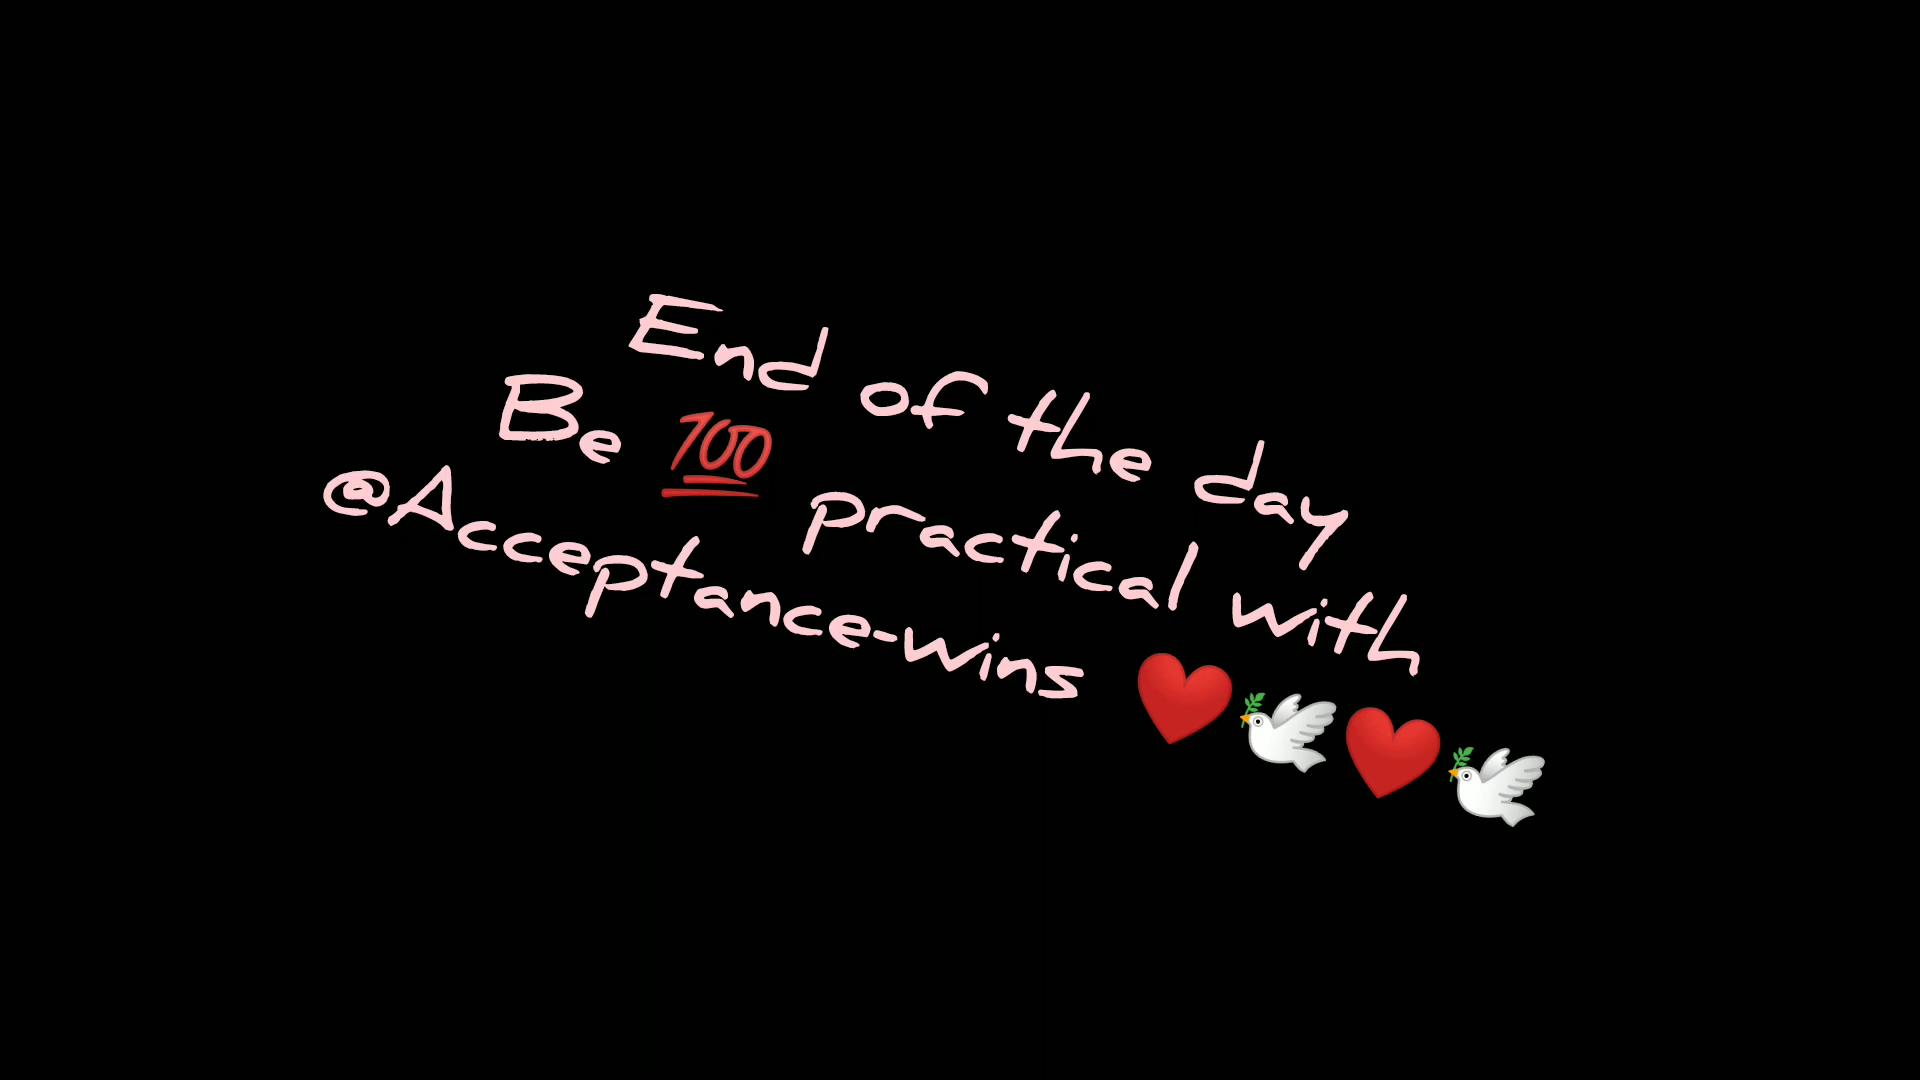 End of the day
Be 💯 practical with
@Acceptance-wins ❤️🕊️❤️🕊️